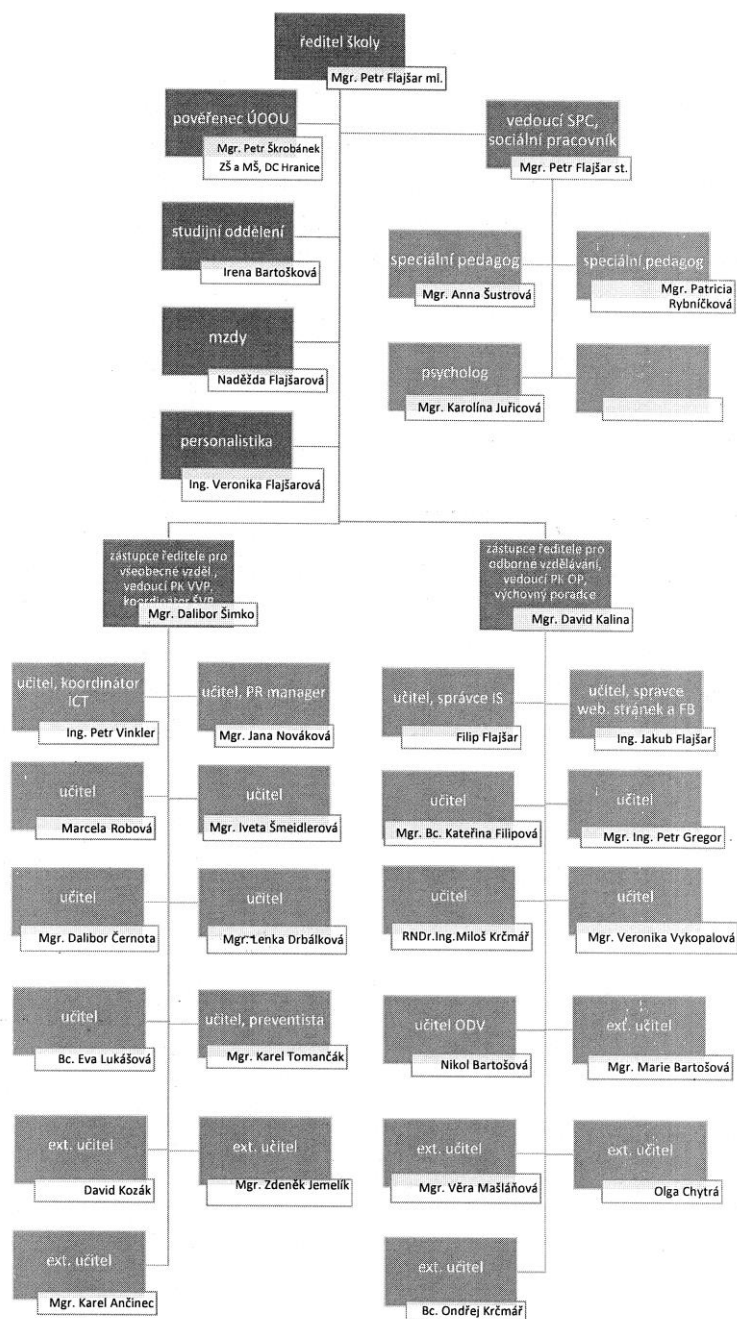 ředitel školy
Mgr. Petr Flajšar ml.
pověřenec ÚOOU
Mgr. Petr Škrobánek
ZŠ a MŠ, DC Hranice
vedoucí SPC,
sociální pracovník
Mgr. Petr Flajšar st.
studijní oddělení
Irena Bartošková
speciální pedagog
Mgr. Anna Šustrová
speciální pedagog
Mgr. Patricia
Rybníčková
mzdy
Naděžda Flajšarová
psycholog
Mgr. Karolína Juřicová
personalistika
Ing. Veronika Flajšarová
zástupce ředitele pro
všeobecné vzděl.,
vedoucí PK VVP,
koordinátor ŠVP
Mgr. Dalibor Šimko
zástupce ředitele pro
odborne vzdělávání,
vedoucí PK OP,
výchovný poradce
Mgr. David Kalina
učitel, koordinátor
ICT
Ing. Petr Vinkler
učitel, PR manager
Mgr. Jana Nováková
učitel, správce IS
Filip Flajšar
učitel, správce
web. stránek a FB
Ing. Jakub Flajšar
učitel
Marcela Robová
učitel
Mgr. Iveta Šmeidlerová
učitel
Mgr. Bc. Kateřina Filipová
učitel
Mgr. Ing. Petr Gregor
učitel
Mgr. Dalibor Černota
učitel
Mgr. Lenka Drbálková
učitel
RNDr.Ing.Miloš Krčmář
učitel
Mgr. Veronika Vykopalová
učitel
Bc. Eva Lukášová
učitel, preventista
Mgr. Karel Tomančák
učitel ODV
Nikol Bartošová
ext. učitel
Mgr. Marie Bartošová
ext. učitel
David Kozák
ext. učitel
Mgr. Zdeněk Jemelík
ext. učitel
Mgr. Věra Mašláňová
ext. učitel
Olga Chytrá
ext. učitel
Mgr. Karel Ančinec
ext. učitel
Bc. Ondřej Krčmář